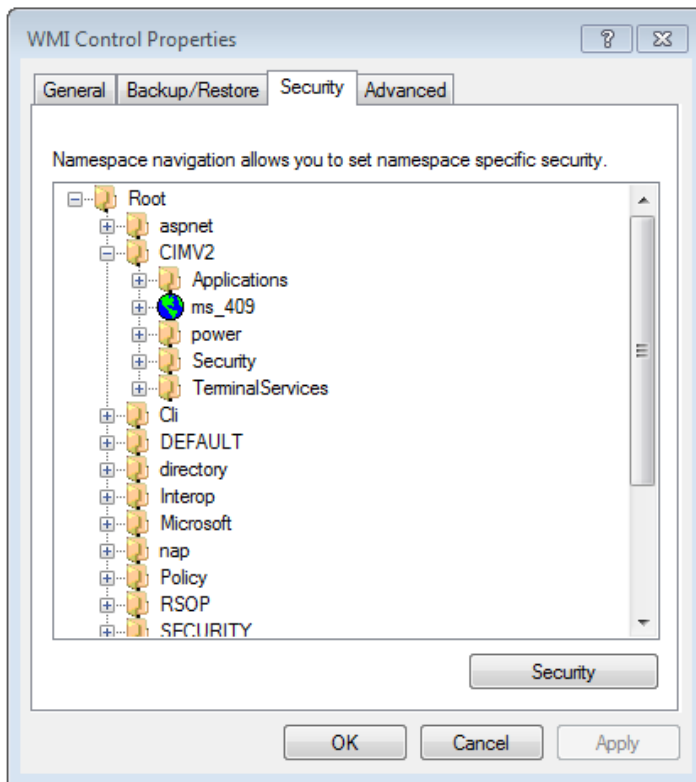 WMI Control Properties
General Backup/Restore Security Advanced
Namespace navigation allows you to set namespace specific security.
Root
aspnet
CIMV2
Applications
ms_409
power
Security
TerminalServices
Cli
DEFAULT
directory
Interop
Microsoft
nap
Policy
RSOP
SECURITY
Security
OK Cancel Apply